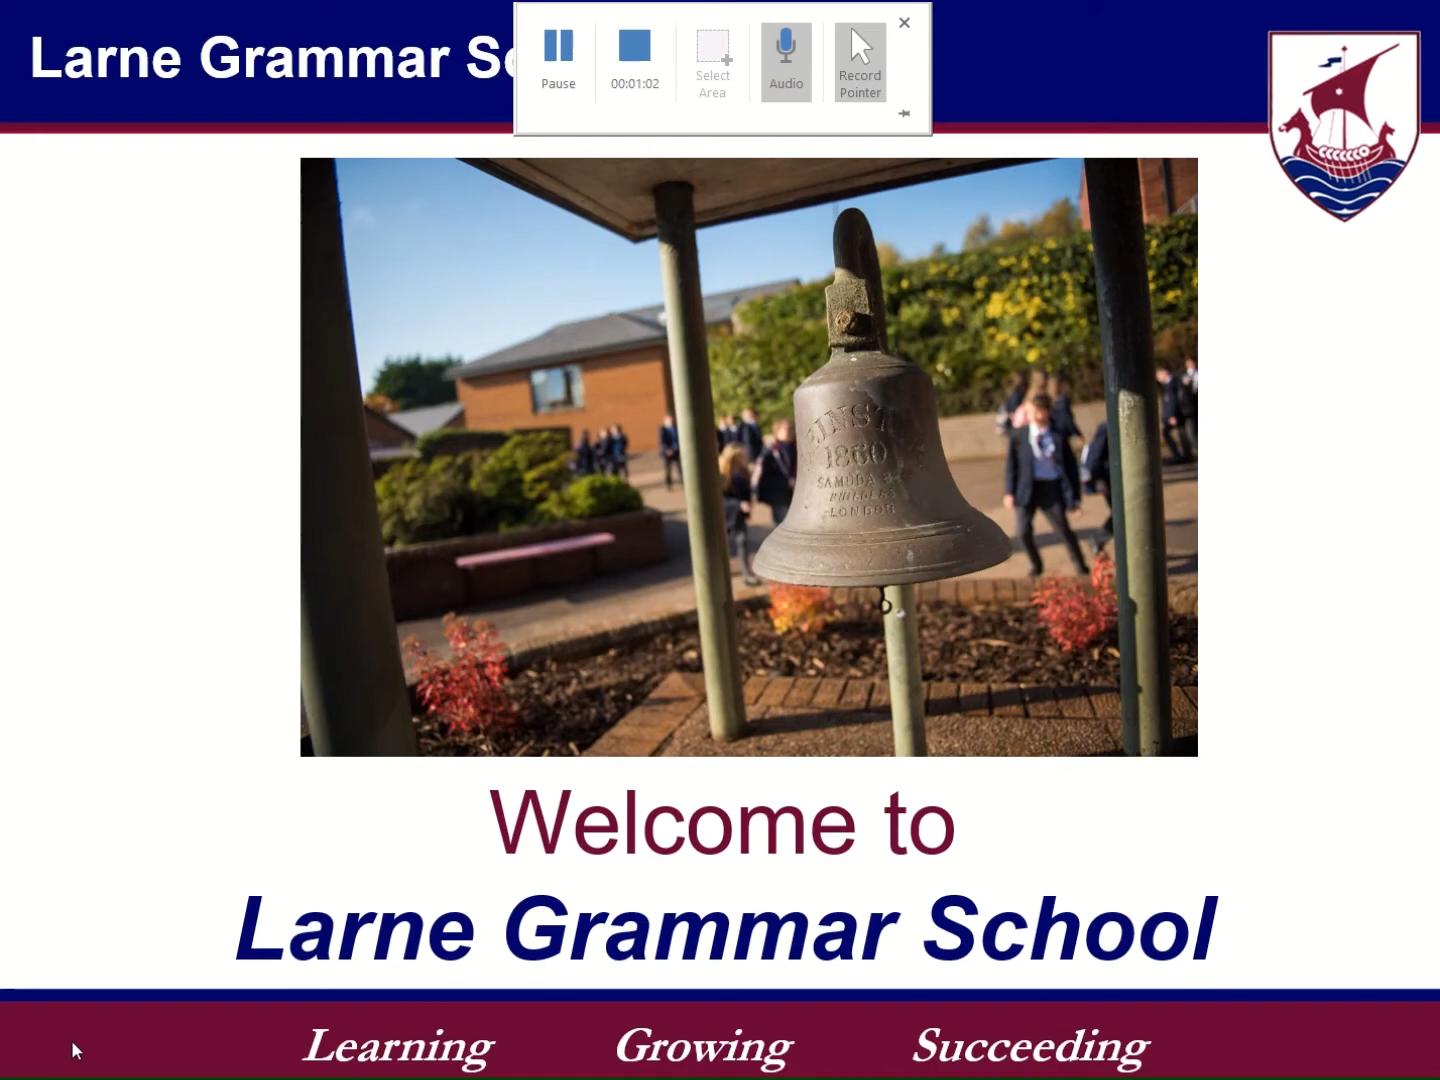 Larne Grammar Sc
Pause
00:01:02
Select
Area
Audio
Record
Pointer
1860
SAMUDA
BUILDERS
LONDON
Welcome to
Larne Grammar School
Learning Growing Succeeding